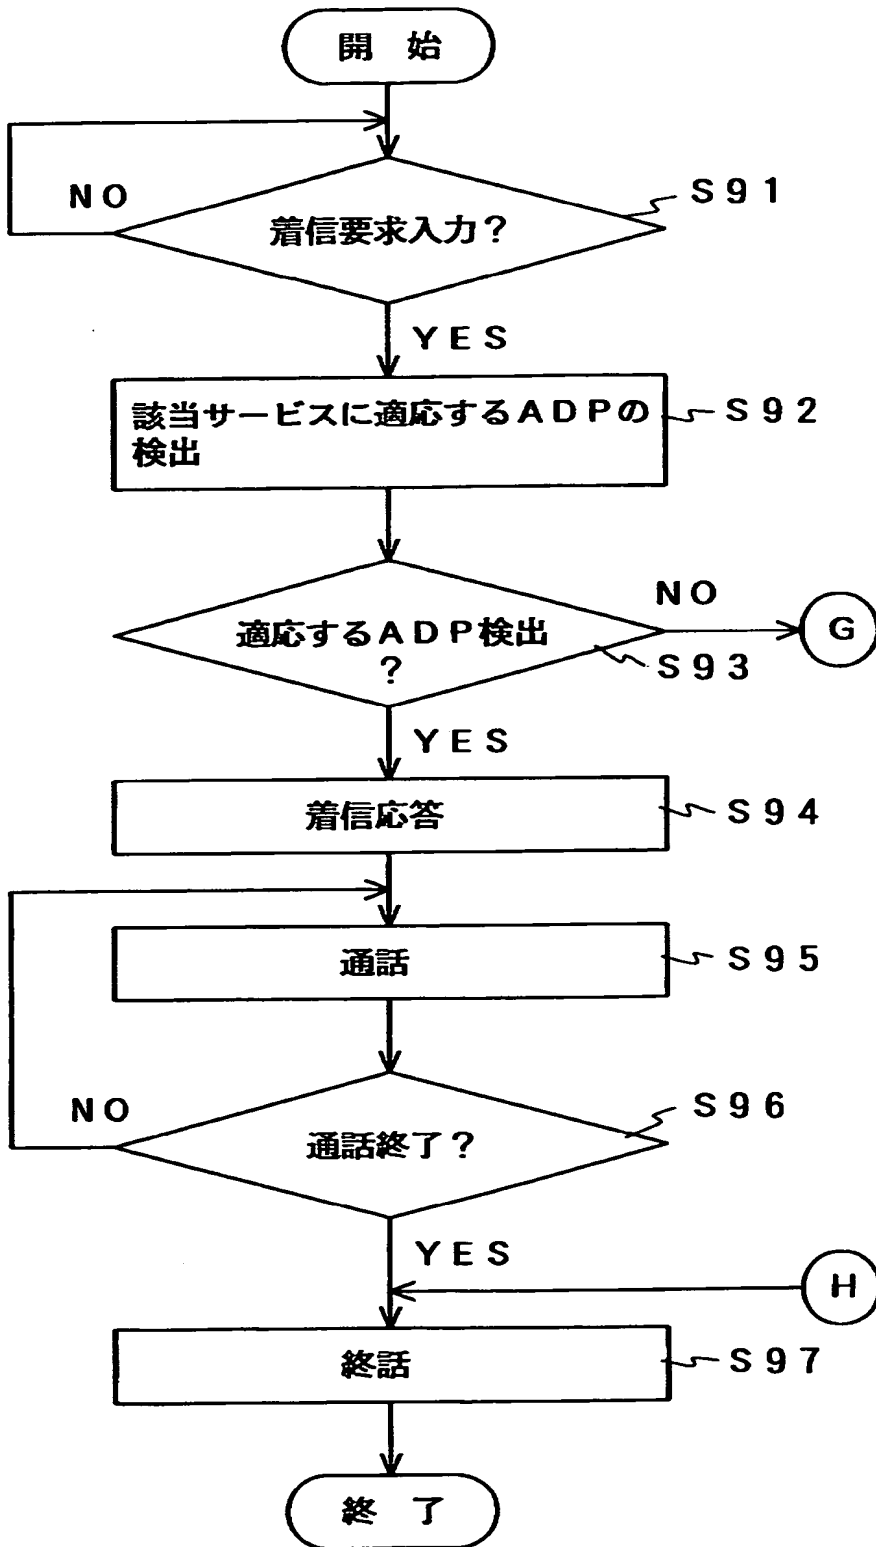 開 始
NO
着信要求入力？
S91
YES
該当サービスに適応するADPの
検出
S92
NO
適応するADP検出
？
G
S93
YES
着信応答
S94
通話
S95
NO
通話終了？
S96
YES
H
終話
S97
終 了